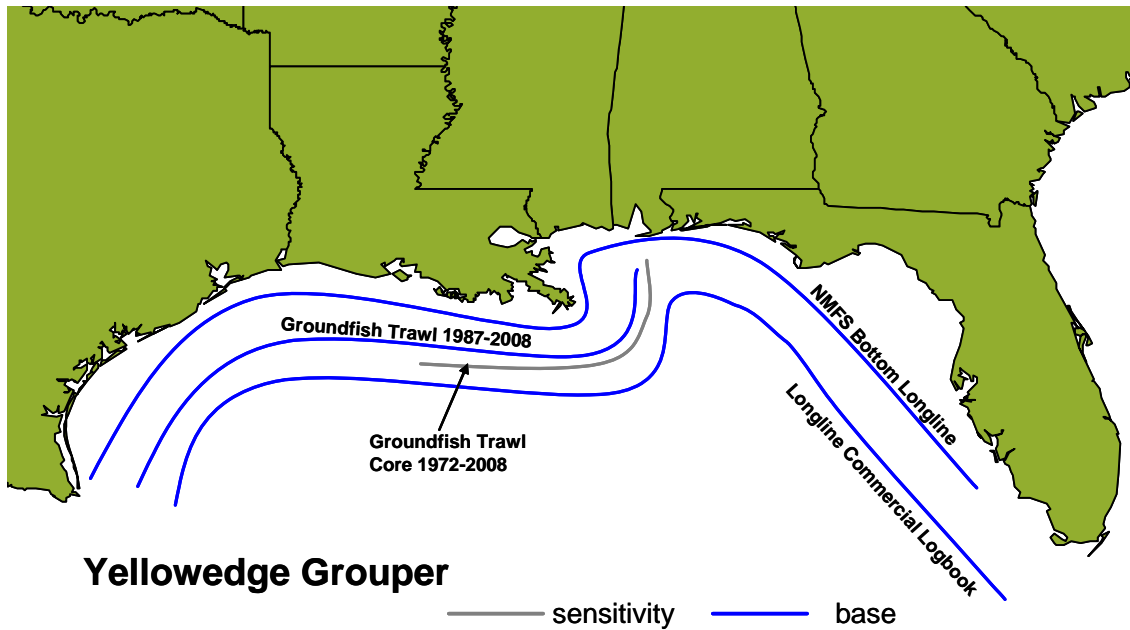 Groundfish Trawl 1987-2008
NMFS Bottom Longline
Longline Commercial Logbook
Groundfish Trawl
Core 1972-2008
Yellowedge Grouper
sensitivity
base